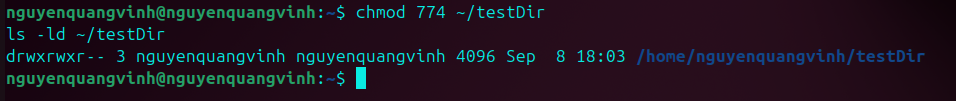 nguyenquangvinh@nguyenquangvinh:~$ chmod 774 ~/testDir
ls -ld ~/testDir
drwxrwxr-- 3 nguyenquangvinh nguyenquangvinh 4096 Sep  8 18:03 /home/nguyenquangvinh/testDir
nguyenquangvinh@nguyenquangvinh:~$